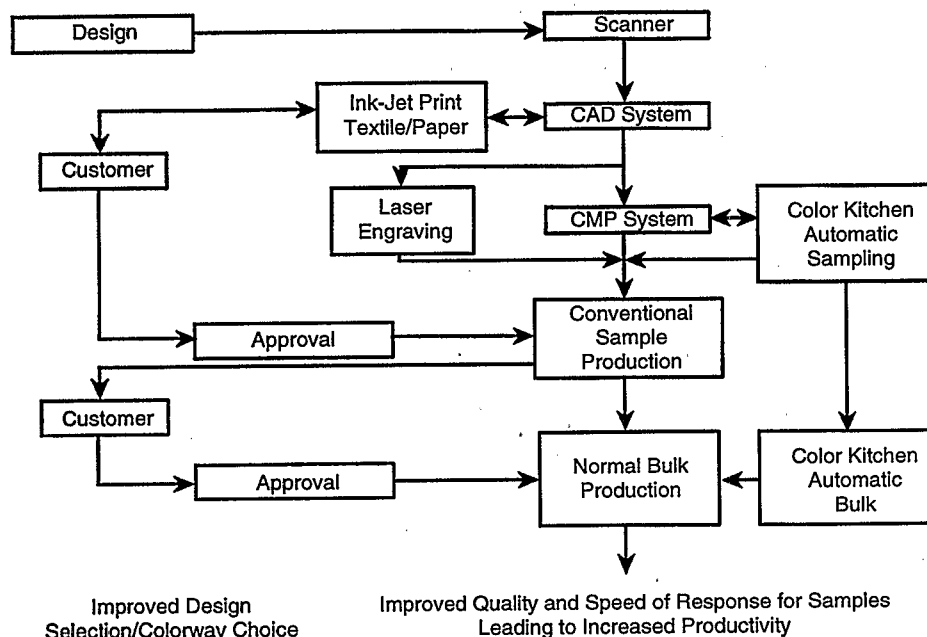 Design
Scanner
Ink-Jet Print
Textile/Paper
CAD System
Customer
Laser
Engraving
CMP System
Color Kitchen
Automatic
Sampling
Approval
Conventional
Sample
Production
Customer
Approval
Normal Bulk
Production
Color Kitchen
Automatic
Bulk
Improved Design
Selection/Colorway Choice
Improved Quality and Speed of Response for Samples
Leading to Increased Productivity